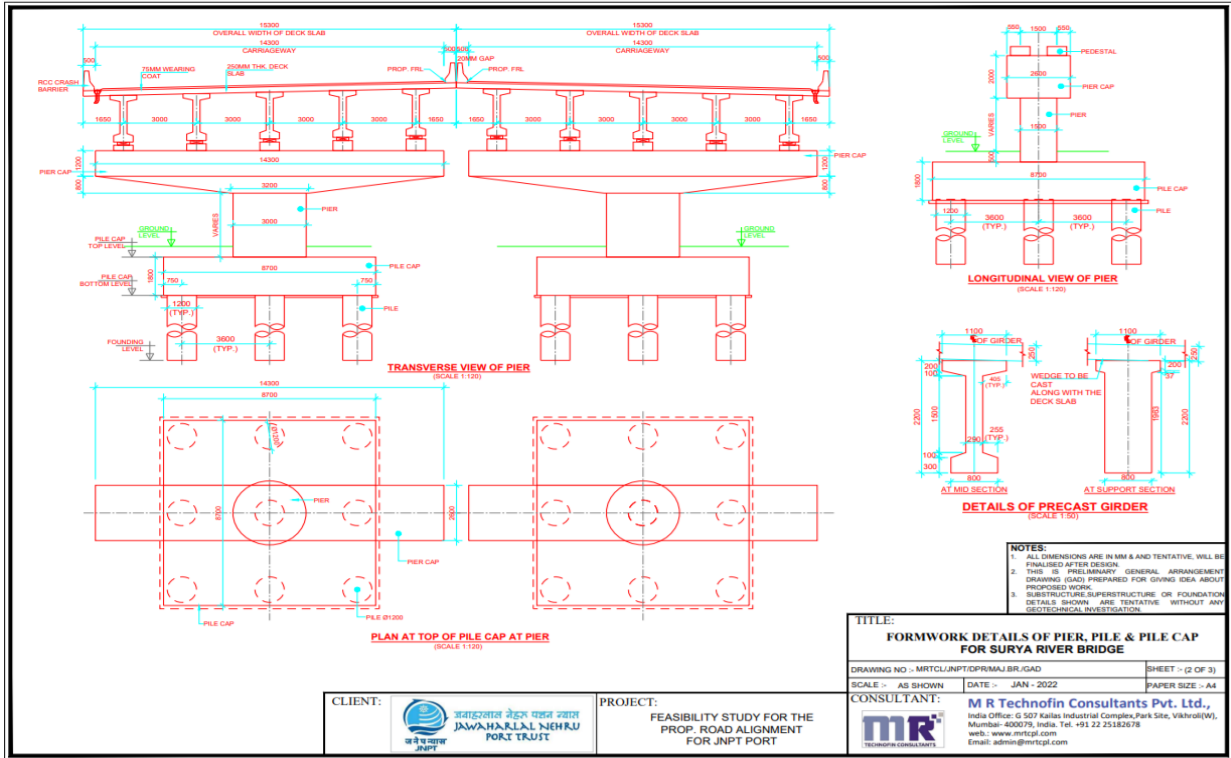 15300
OVERALL WIDTH OF DECK SLAB
14300
CARRIAGEWAY
500
500 500
20MM GAP
75MM WEARING
COAT
250MM THK. DECK
SLAB
PROP. FRL
PROP. FRL
RCC CRASH
BARRIER
15300
OVERALL WIDTH OF DECK SLAB
14300
CARRIAGEWAY
500
1650
3000
3000
3000
3000
1650
1650
3000
3000
3000
3000
1650
14300
1200
800
PIER CAP
PIER CAP
1200
800
3200
PIER
3000
VARIES
GROUND
LEVEL
GROUND
LEVEL
PILE CAP
TOP LEVEL
PILE CAP
8700
1800
750
750
PILE CAP
BOTTOM LEVEL
1200
(TYP.)
PILE
3600
(TYP.)
FOUNDING
LEVEL
TRANSVERSE VIEW OF PIER
(SCALE 1:120)
14300
8700
Ø1200
8700
PIER
2600
PIER CAP
PILE CAP
PILE Ø1200
PLAN AT TOP OF PILE CAP AT PIER
(SCALE 1:120)
550
1500
550
PEDESTAL
2000
2600
PIER CAP
VARIES
PIER
1500
GROUND
LEVEL
500
1800
8700
PILE CAP
1200
3600
(TYP.)
3600
(TYP.)
PILE
LONGITUDINAL VIEW OF PIER
(SCALE 1:120)
1100
OF GIRDER
250
200
100
405
(TYP.)
2200
1500
290
255
(TYP.)
100
300
800
AT MID SECTION
WEDGE TO BE
CAST
ALONG WITH THE
DECK SLAB
1100
OF GIRDER
250
200
37
1963
2200
800
AT SUPPORT SECTION
DETAILS OF PRECAST GIRDER
(SCALE 1:50)
NOTES:
1. ALL DIMENSIONS ARE IN MM & AND TENTATIVE, WILL BE
FINALISED AFTER DESIGN.
2. THIS IS PRELIMINARY GENERAL ARRANGEMENT
DRAWING (GAD) PREPARED FOR GIVING IDEA ABOUT
PROPOSED WORK.
3. SUBSTRUCTURE,SUPERSTRUCTURE OR FOUNDATION
DETAILS SHOWN ARE TENTATIVE WITHOUT ANY
GEOTECHNICAL INVESTIGATION.
TITLE:
FORMWORK DETAILS OF PIER, PILE & PILE CAP
FOR SURYA RIVER BRIDGE
DRAWING NO :- MRTCL/JNPT/DPR/MAJ.BR./GAD
SHEET :- (2 OF 3)
SCALE :- AS SHOWN
DATE :- JAN - 2022
PAPER SIZE :- A4
CLIENT:
जवाहरलाल नेहरू पत्तन न्यास
JAWAHARLAL NEHRU
PORT TRUST
ज ने प न्यास
JNPT
PROJECT:
FEASIBILITY STUDY FOR THE
PROP. ROAD ALIGNMENT
FOR JNPT PORT
CONSULTANT:
mR
TECHNOFIN CONSULTANTS
M R Technofin Consultants Pvt. Ltd.,
India Office: G 507 Kailas Industrial Complex,Park Site, Vikhroli(W),
Mumbai- 400079, India. Tel. +91 22 25182678
web.: www.mrtcpl.com
Email: admin@mrtcpl.com